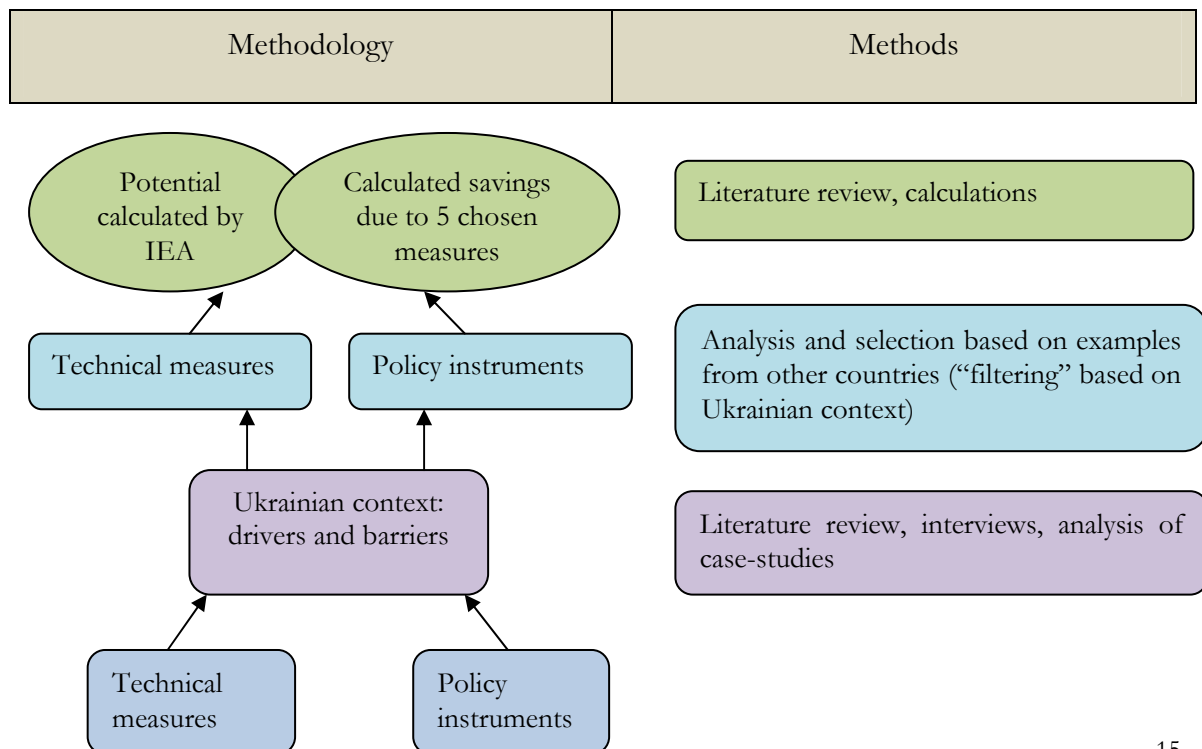 Methodology
Methods
Potential
calculated by
IEA
Calculated savings
due to 5 chosen
measures
Literature review, calculations
Technical measures
Policy instruments
Analysis and selection based on examples
from other countries (“filtering” based on
Ukrainian context)
Ukrainian context:
drivers and barriers
Literature review, interviews, analysis of
case-studies
Technical
measures
Policy
instruments
15